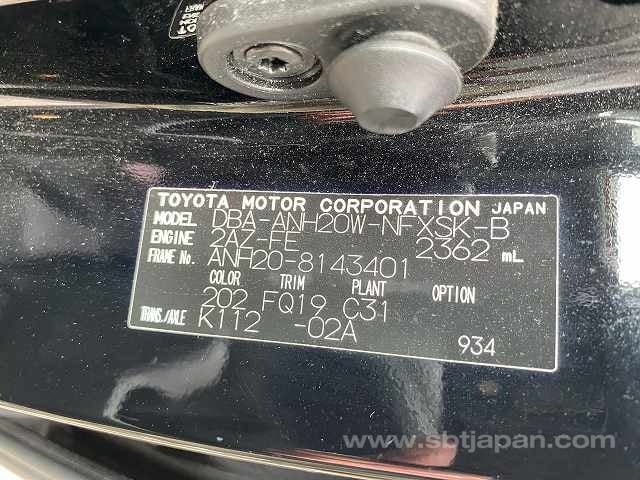 TOYOTA MOTOR CORPORATION JAPAN
MODEL DBA-ANH20W-NFXSK-B
ENGINE 2AZ-FE 2362 mL
FRAME No. ANH20-8143401
COLOR TRIM PLANT OPTION
202 FQ19 C31
TRANS./AXLE K112 -02A
934
www.sbtjapan.com